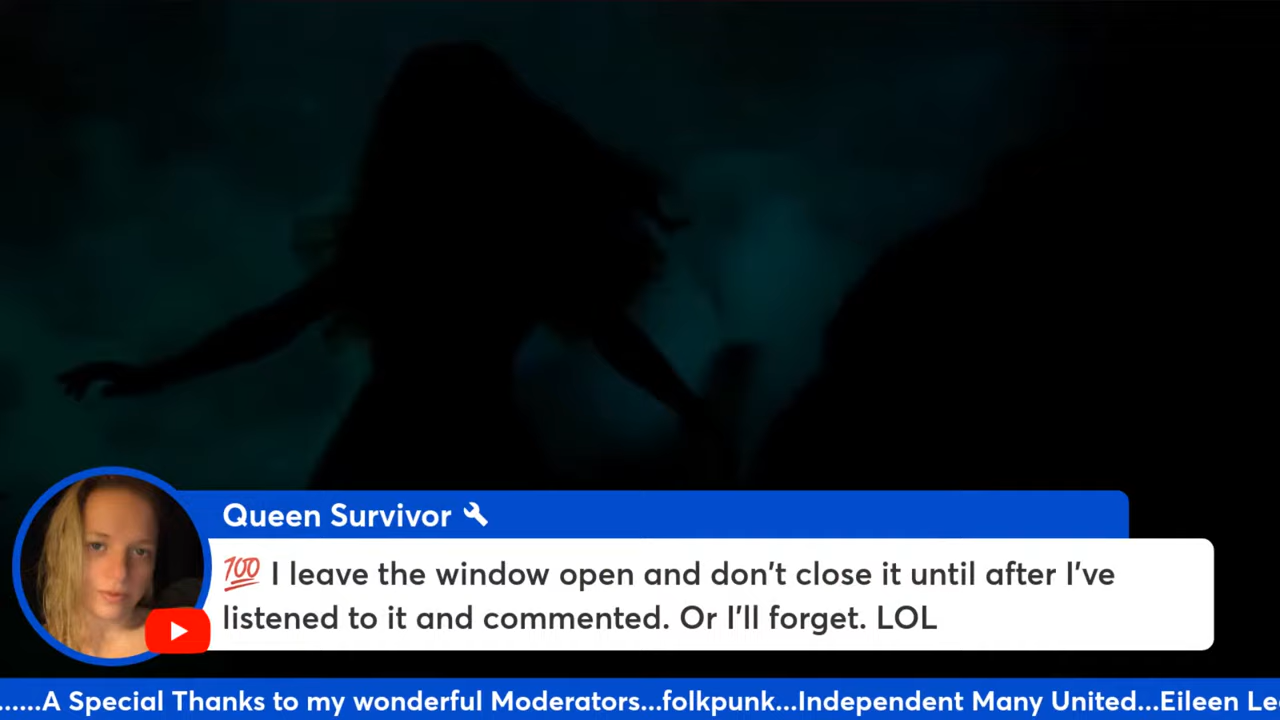 Queen Survivor
💯 I leave the window open and don't close it until after I've
listened to it and commented. Or I'll forget. LOL
......A Special Thanks to my wonderful Moderators...folkpunk...Independent Many United...Eileen Le